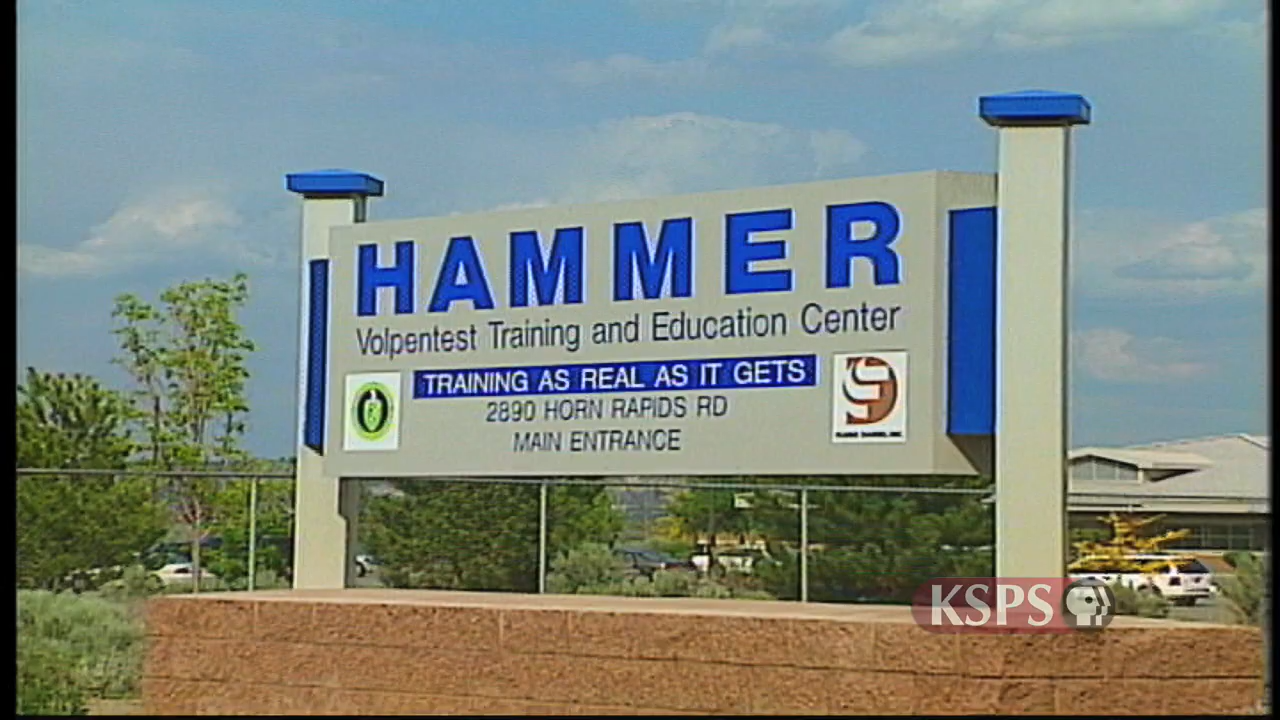 HAMMER
Volpentest Training and Education Center
TRAINING AS REAL AS IT GETS
2890 HORN RAPIDS RD
MAIN ENTRANCE
KSPS